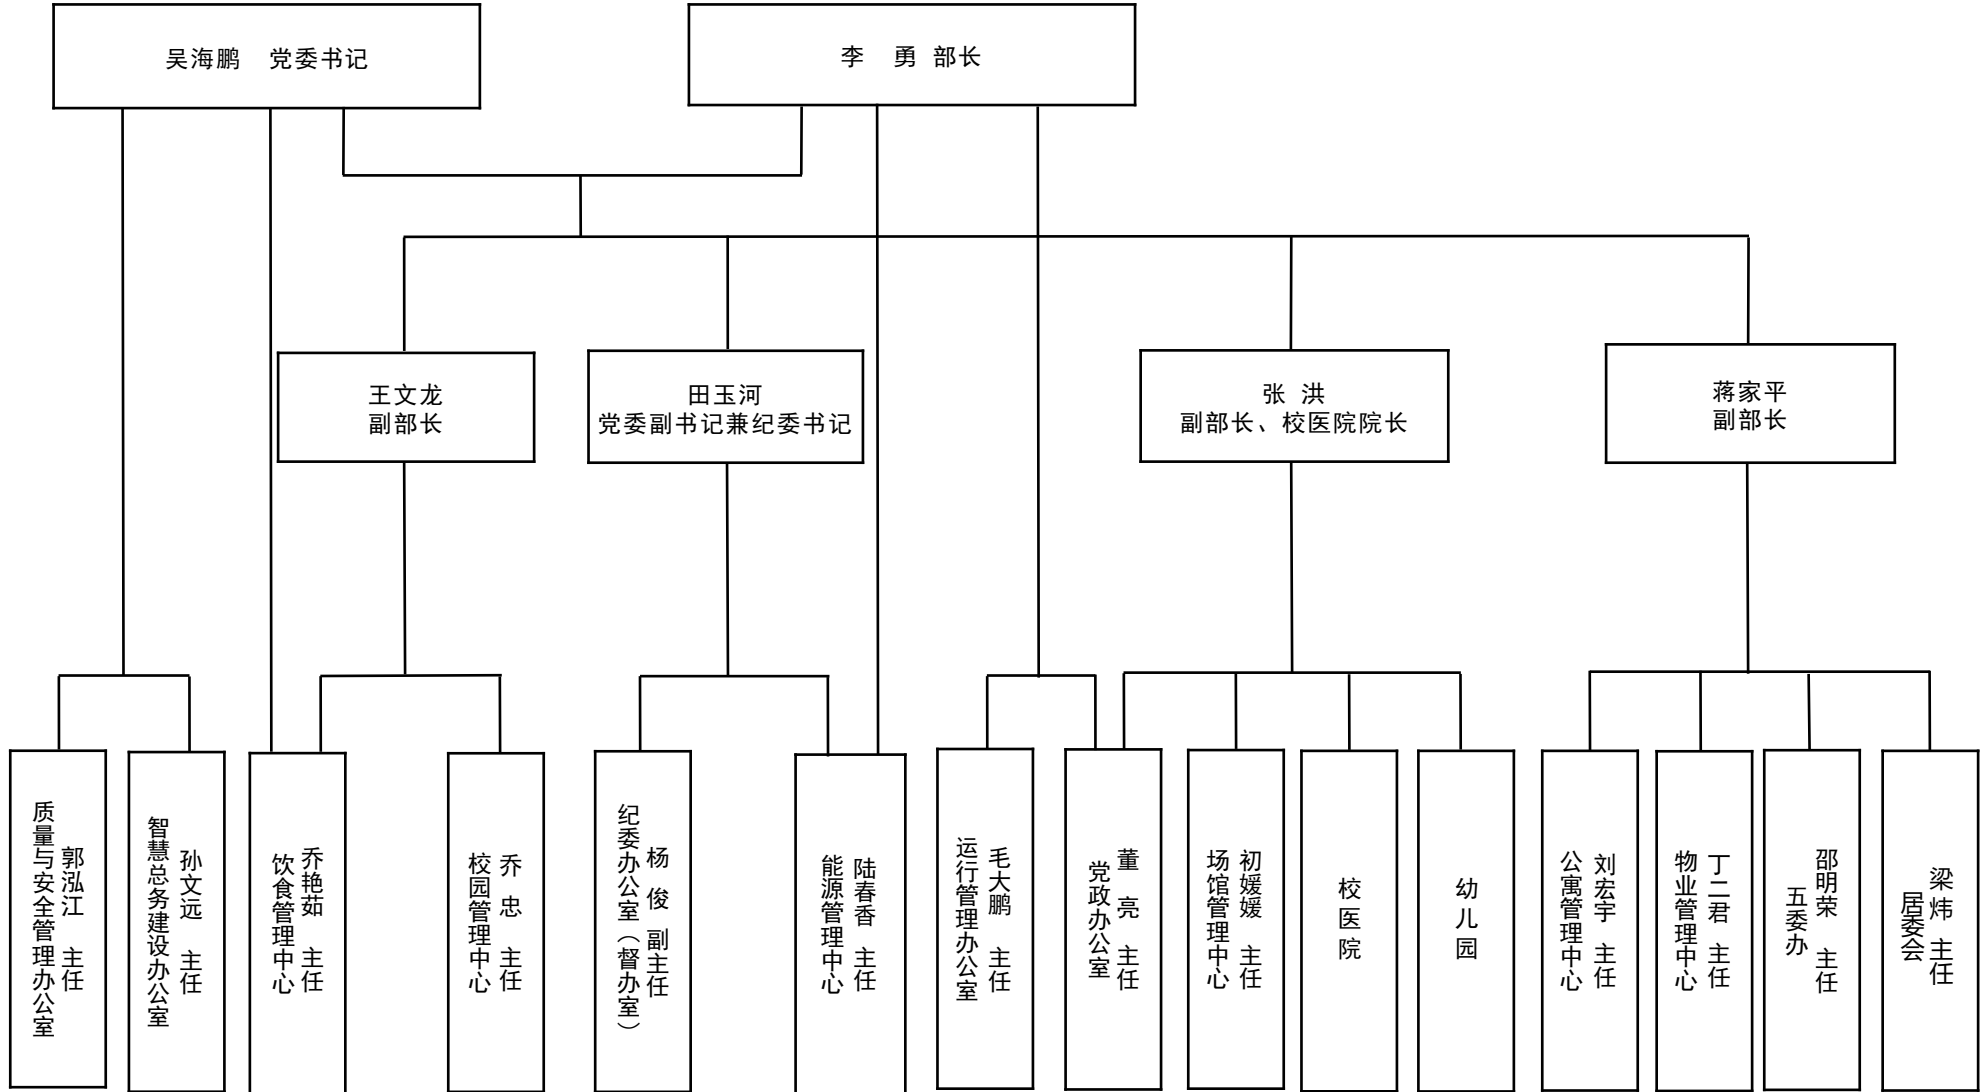 吴海鹏 党委书记
李 勇 部长
王文龙
副部长
田玉河
党委副书记兼纪委书记
张 洪
副部长、校医院院长
蒋家平
副部长
质量与安全管理办公室
郭泓江 主任
智慧总务建设办公室
孙文远 主任
饮食管理中心
乔艳茹 主任
校园管理中心
乔 忠 主任
纪委办公室（督办室）
杨 俊 副主任
能源管理中心
陆春香 主任
运行管理办公室
毛大鹏 主任
党政办公室
董 亮 主任
场馆管理中心
初媛媛 主任
校医院
幼儿园
公寓管理中心
刘宏宇 主任
物业管理中心
丁二君 主任
五委办
邵明荣 主任
居委会
梁炜 主任